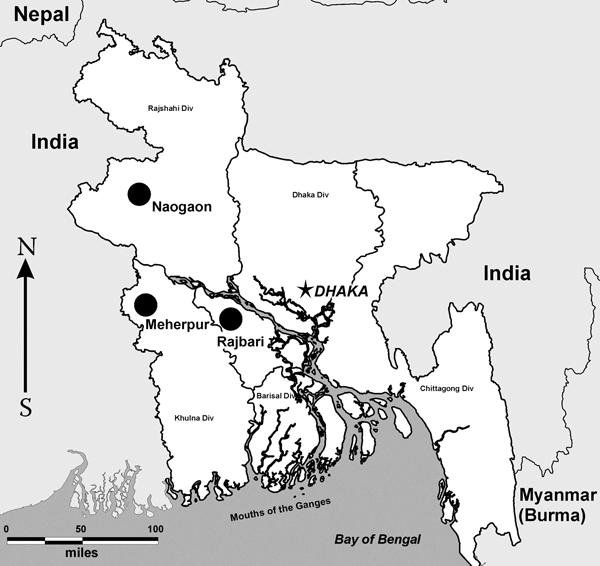 Nepal
Rajshahi Div
India
Naogaon
Dhaka Div
N
India
DHAKA
Meherpur
Rajbari
S
Barisal Div
Chittagong Div
Khulna Div
Mouths of the Ganges
Myanmar
(Burma)
0 50 100
miles
Bay of Bengal